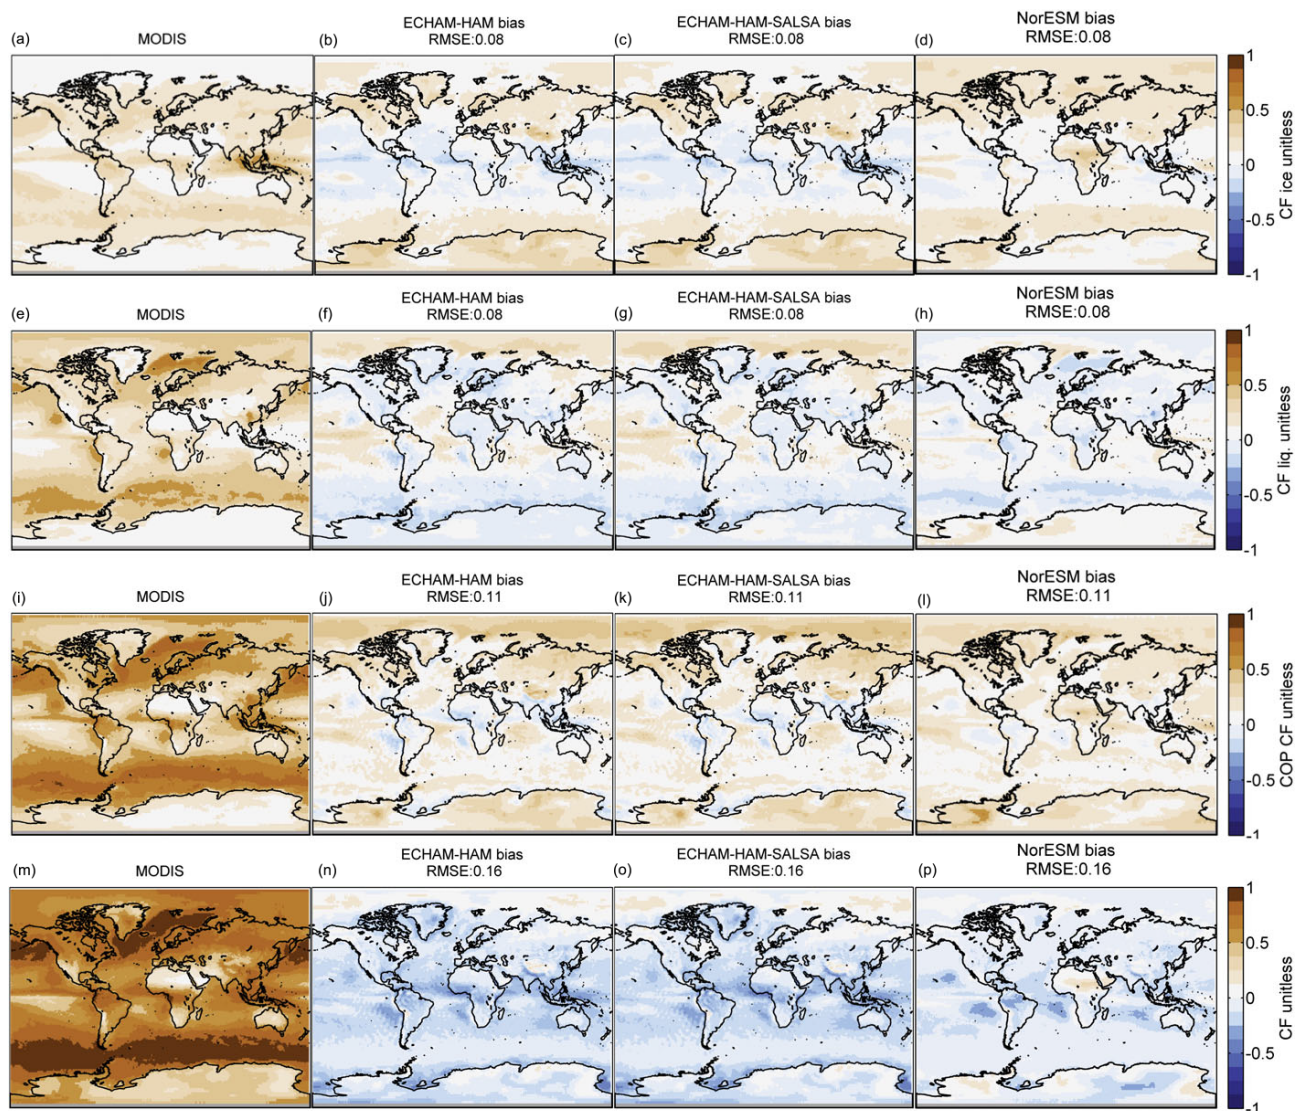 (a) MODIS
(b) ECHAM-HAM bias
RMSE:0.08
(c) ECHAM-HAM-SALSA bias
RMSE:0.08
(d) NorESM bias
RMSE:0.08
1
0.5
0
-0.5
-1
CF ice unitless
(e) MODIS
(f) ECHAM-HAM bias
RMSE:0.08
(g) ECHAM-HAM-SALSA bias
RMSE:0.08
(h) NorESM bias
RMSE:0.08
1
0.5
0
-0.5
-1
CF liq. unitless
(i) MODIS
(j) ECHAM-HAM bias
RMSE:0.11
(k) ECHAM-HAM-SALSA bias
RMSE:0.11
(l) NorESM bias
RMSE:0.11
1
0.5
0
-0.5
-1
COP CF unitless
(m) MODIS
(n) ECHAM-HAM bias
RMSE:0.16
(o) ECHAM-HAM-SALSA bias
RMSE:0.16
(p) NorESM bias
RMSE:0.16
1
0.5
0
-0.5
-1
CF unitless